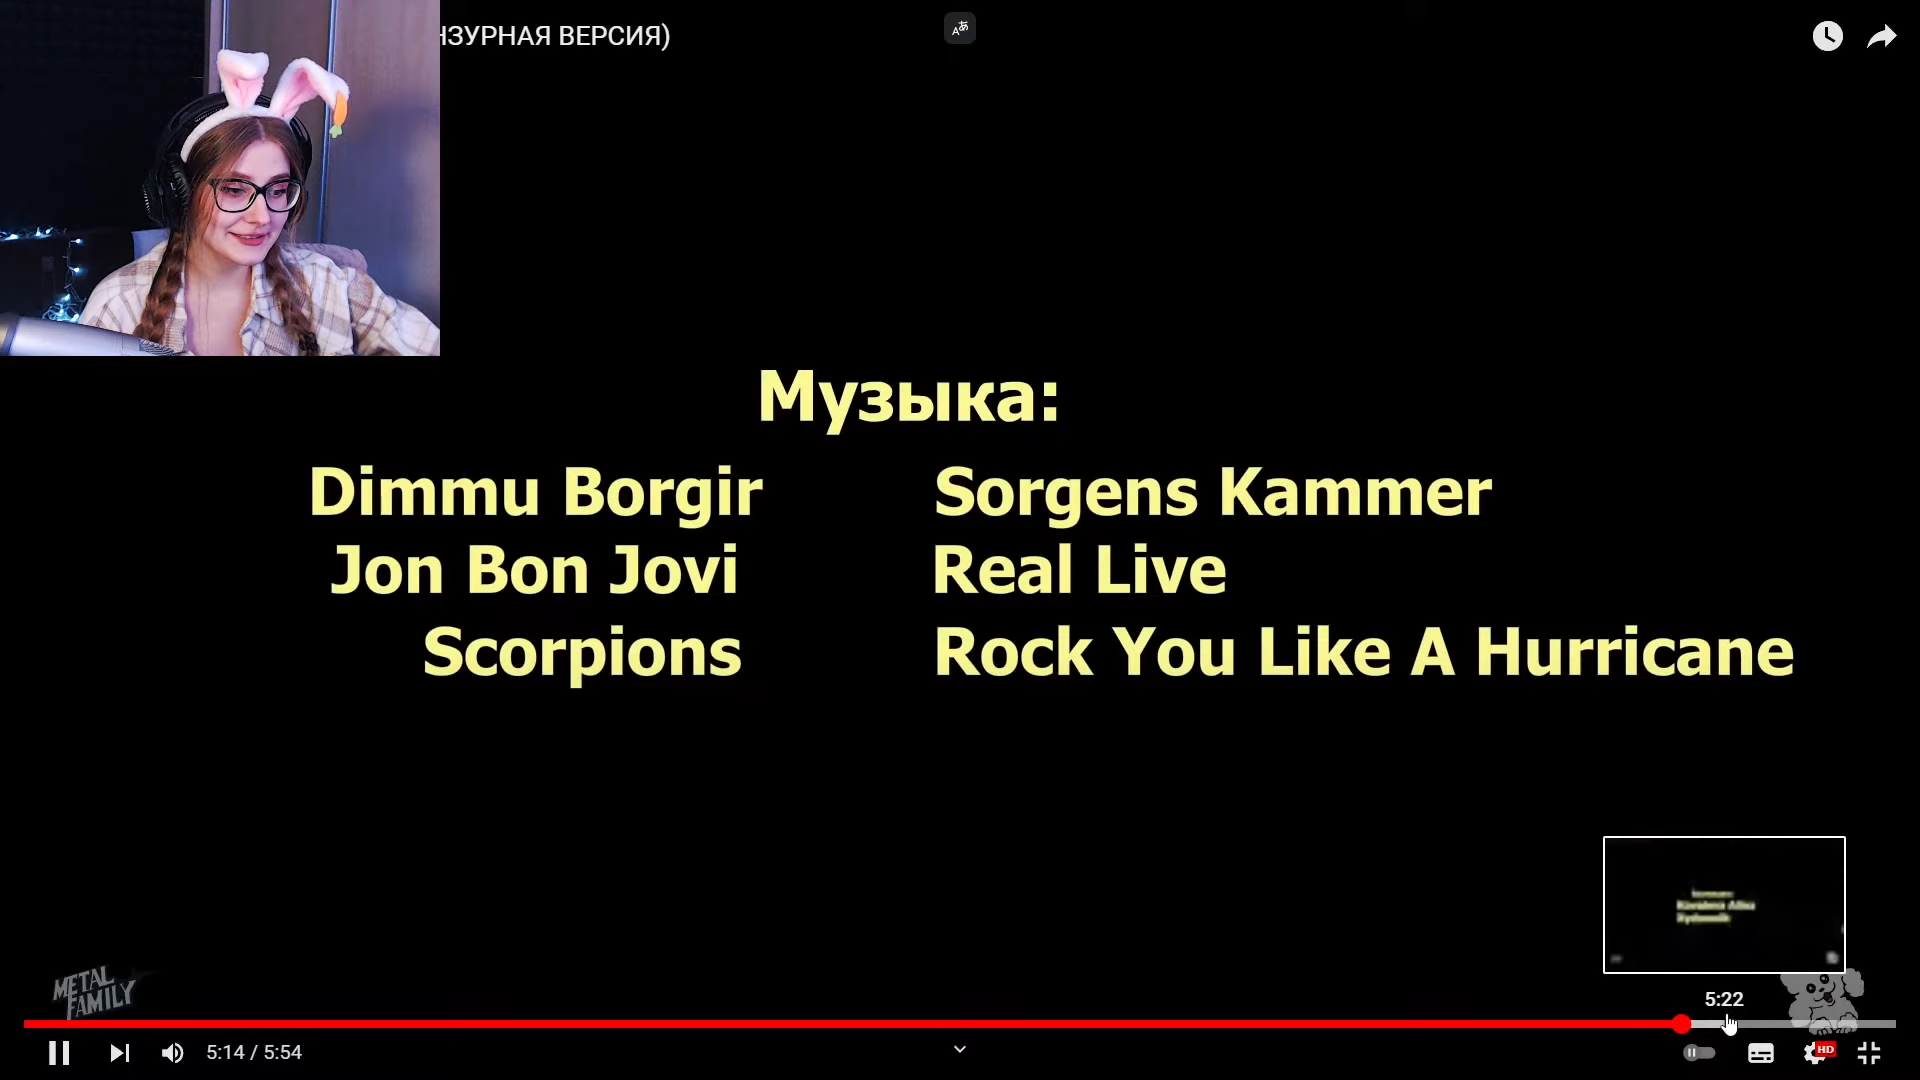 НЗУРНАЯ ВЕРСИЯ)
Музыка:
Dimmu Borgir Sorgens Kammer
Jon Bon Jovi Real Live
Scorpions Rock You Like A Hurricane
METAL FAMILY
5:22
5:14 / 5:54
HD